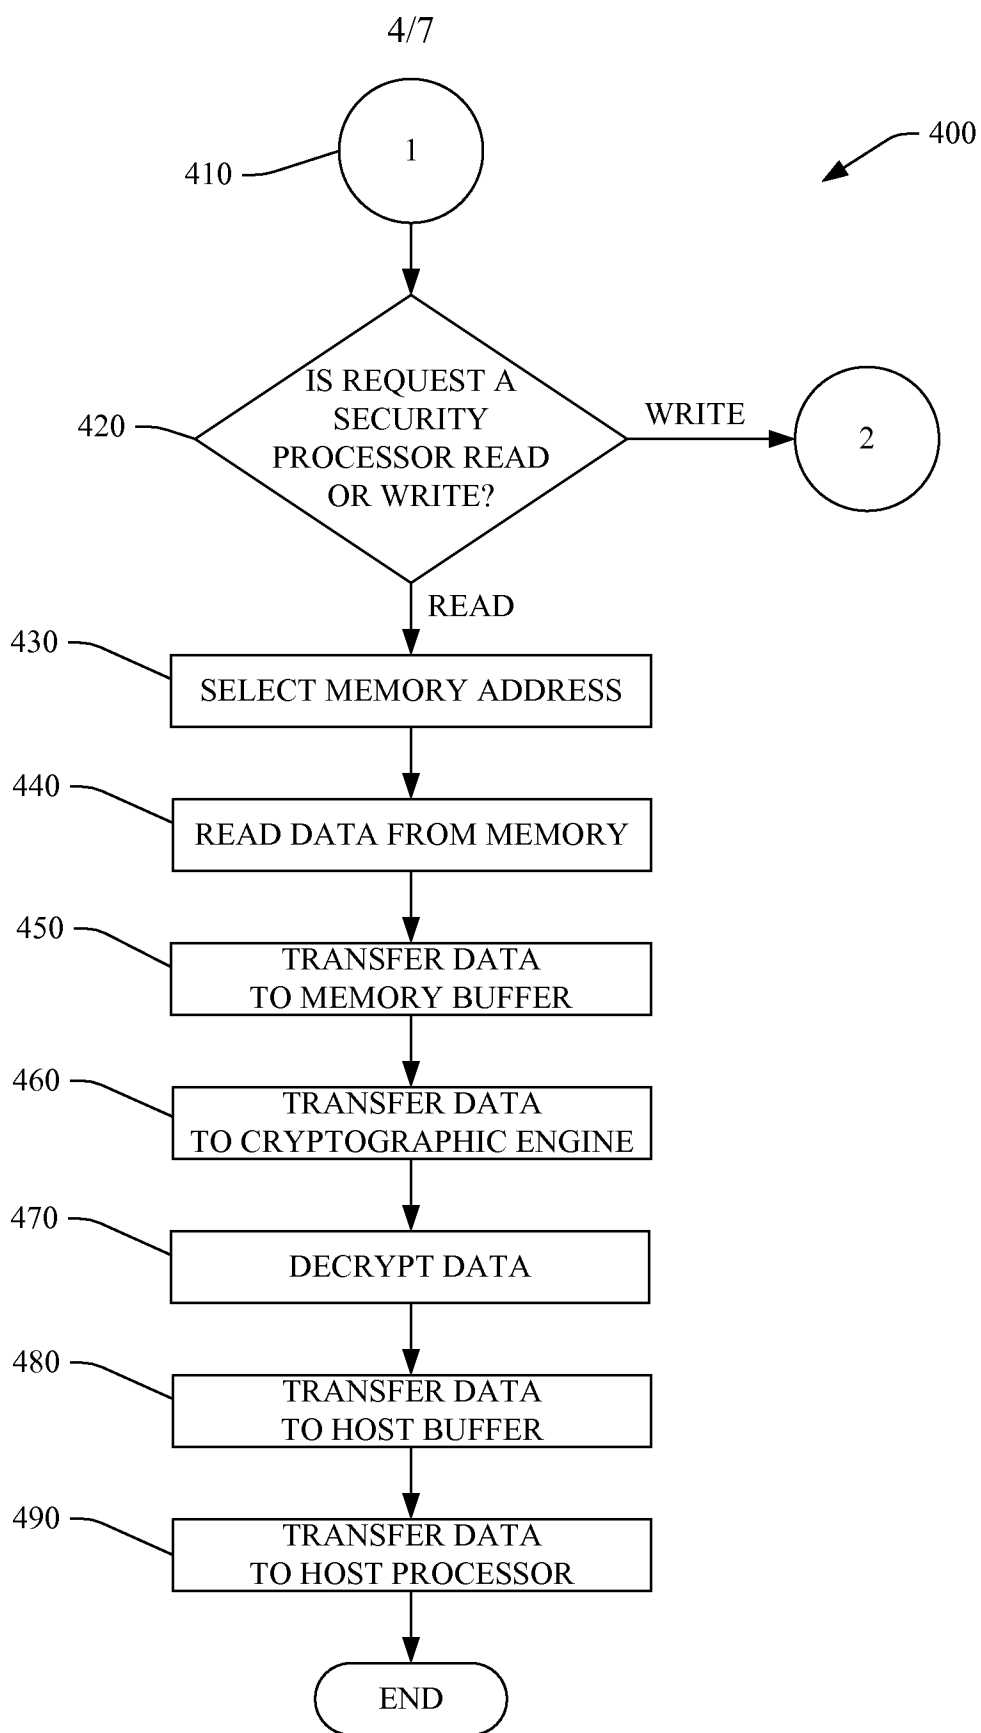 4/7
1
400
410
IS REQUEST A
SECURITY
PROCESSOR READ
OR WRITE?
420
WRITE
2
READ
430
SELECT MEMORY ADDRESS
440
READ DATA FROM MEMORY
450
TRANSFER DATA
TO MEMORY BUFFER
460
TRANSFER DATA
TO CRYPTOGRAPHIC ENGINE
470
DECRYPT DATA
480
TRANSFER DATA
TO HOST BUFFER
490
TRANSFER DATA
TO HOST PROCESSOR
END